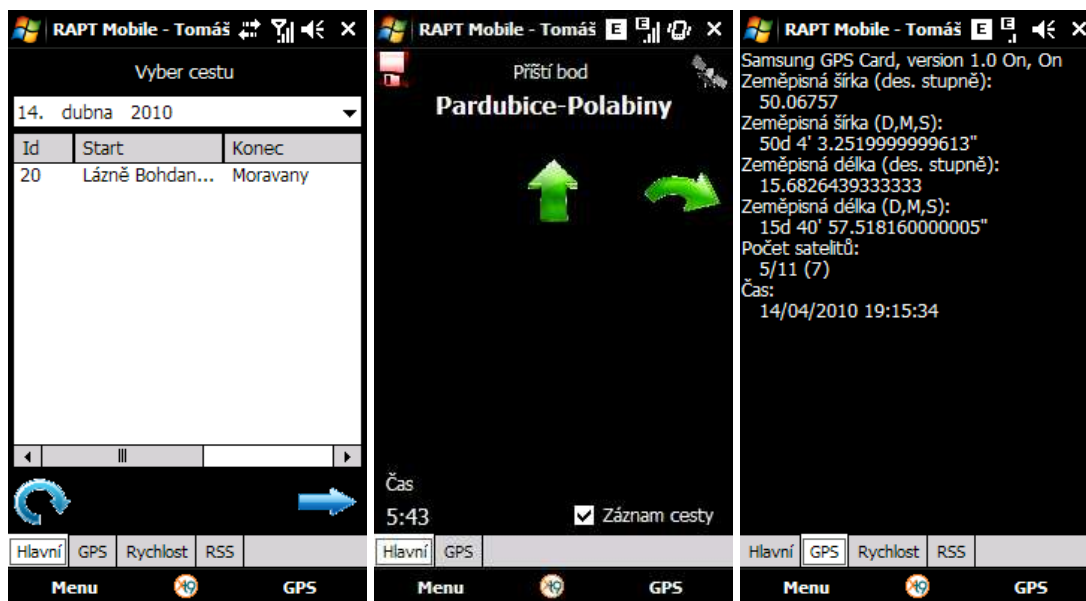 RAPT Mobile - Tomáš
Vyber cestu
14. dubna 2010
Id Start Konec
20 Lázně Bohdan... Moravany
Hlavní GPS Rychlost RSS
Menu GPS
RAPT Mobile - Tomáš E E
Příští bod
Pardubice-Polabiny
Čas
5:43
Záznam cesty
Hlavní GPS
Menu GPS
RAPT Mobile - Tomáš E E
Samsung GPS Card, version 1.0 On, On
Zeměpisná šírka (des. stupně):
50.06757
Zeměpisná šírka (D,M,S):
50d 4' 3.2519999999613"
Zeměpisná délka (des. stupně):
15.6826439333333
Zeměpisná délka (D,M,S):
15d 40' 57.518160000005"
Počet satelitů:
5/11 (7)
Čas:
14/04/2010 19:15:34
Hlavní GPS Rychlost RSS
Menu GPS